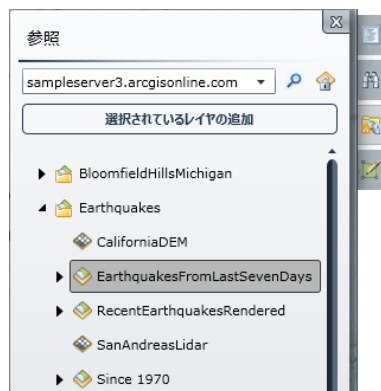 参照
sampleserver3.arcgisonline.com
選択されているレイヤの追加
BloomfieldHillsMichigan
Earthquakes
CaliforniaDEM
EarthquakesFromLastSevenDays
RecentEarthquakesRendered
SanAndreasLidar
Since 1970